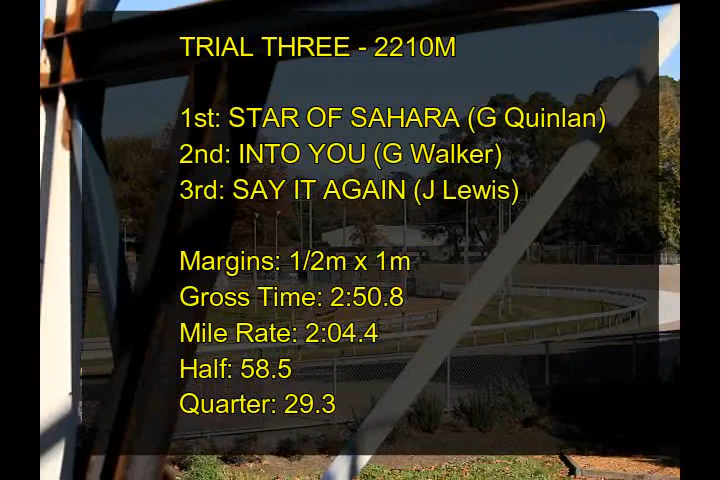 TRIAL THREE - 2210M
1st: STAR OF SAHARA (G Quinlan)
2nd: INTO YOU (G Walker)
3rd: SAY IT AGAIN (J Lewis)
Margins: 1/2m x 1m
Gross Time: 2:50.8
Mile Rate: 2:04.4
Half: 58.5
Quarter: 29.3